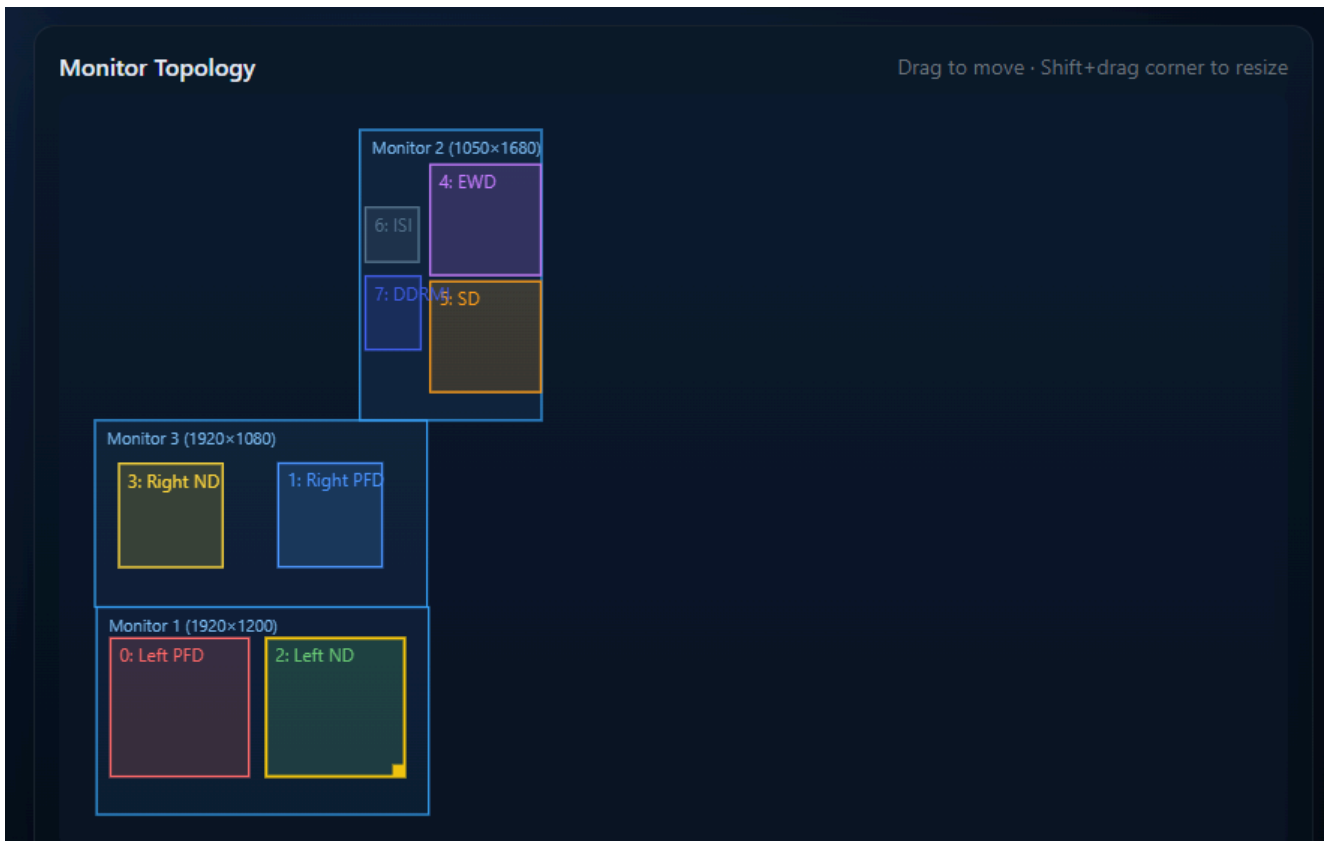 Monitor Topology
Drag to move · Shift+drag corner to resize
Monitor 2 (1050×1680)
4: EWD
6: ISI
7: DDRMI
5: SD
Monitor 3 (1920×1080)
3: Right ND
1: Right PFD
Monitor 1 (1920×1200)
0: Left PFD
2: Left ND